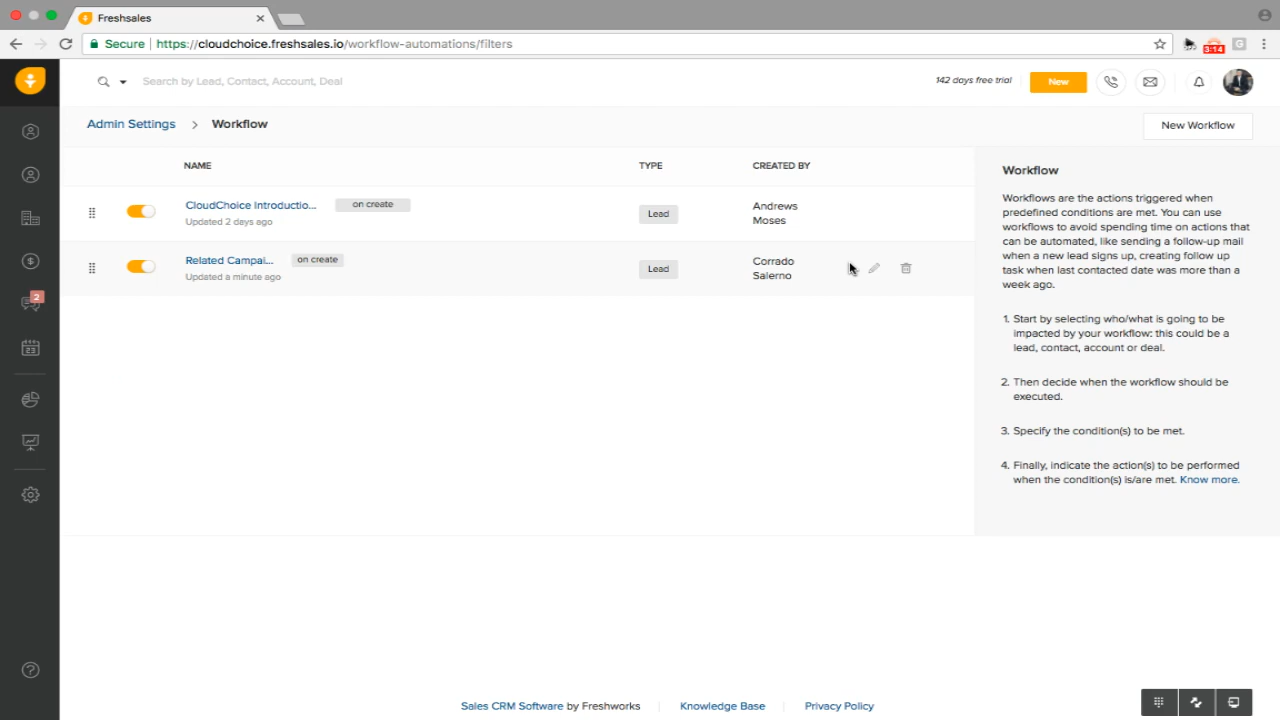 Freshsales
Secure | https://cloudchoice.freshsales.io/workflow-automations/filters
3:14
G
Search by Lead, Contact, Account, Deal
142 days free trial
New
Admin Settings > Workflow
New Workflow
NAME
TYPE
CREATED BY
CloudChoice Introductio...
on create
Updated 2 days ago
Lead
Andrews
Moses
Related Campai...
on create
Updated a minute ago
Lead
Corrado
Salerno
2
23
Workflow
Workflows are the actions triggered when
predefined conditions are met. You can use
workflows to avoid spending time on actions that
can be automated, like sending a follow-up mail
when a new lead signs up, creating follow up
task when last contacted date was more than a
week ago.
1. Start by selecting who/what is going to be
impacted by your workflow: this could be a
lead, contact, account or deal.
2. Then decide when the workflow should be
executed.
3. Specify the condition(s) to be met.
4. Finally, indicate the action(s) to be performed
when the condition(s) is/are met. Know more.
Sales CRM Software by Freshworks
Knowledge Base
Privacy Policy